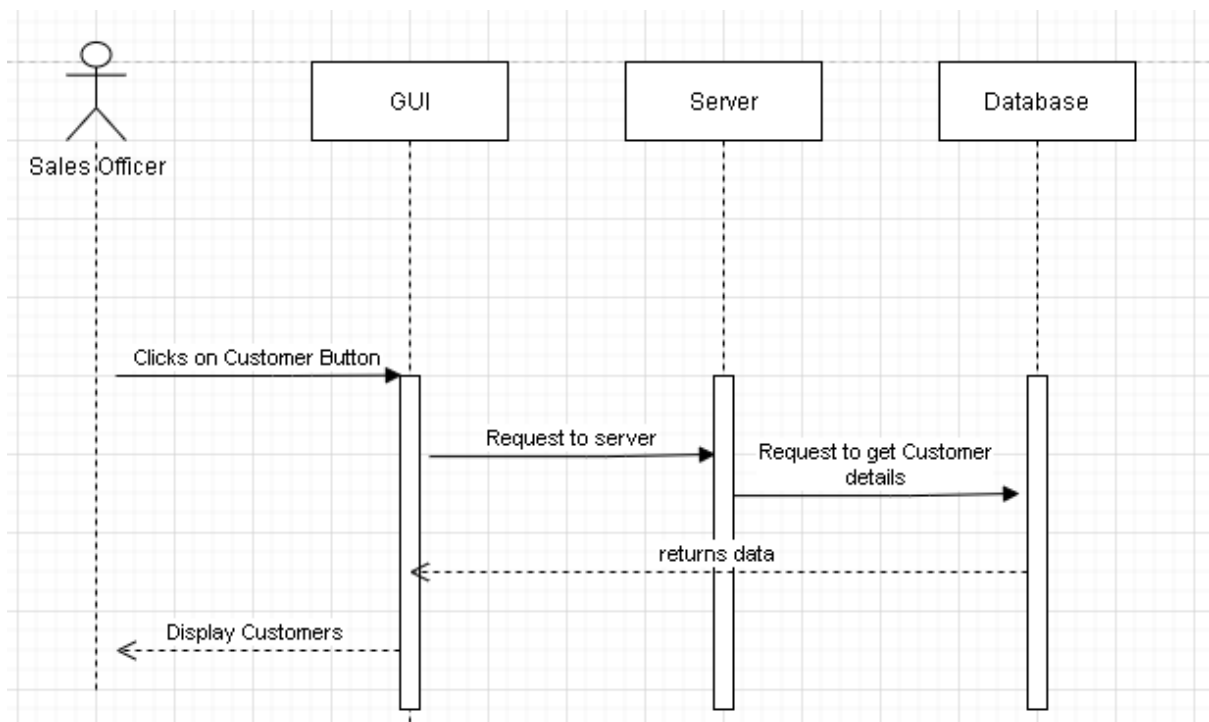 GUI
Server
Database
Sales Officer
Clicks on Customer Button
Request to server
Request to get Customer
details
returns data
Display Customers